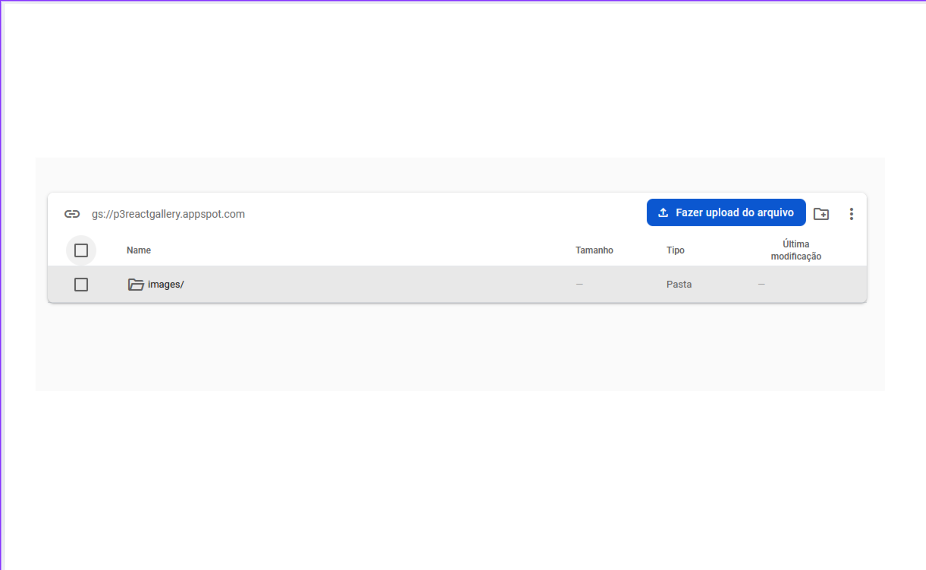 gs://p3reactgallery.appspot.com
Fazer upload do arquivo
Name
Tamanho
Tipo
Última
modificação
images/
—
Pasta
—